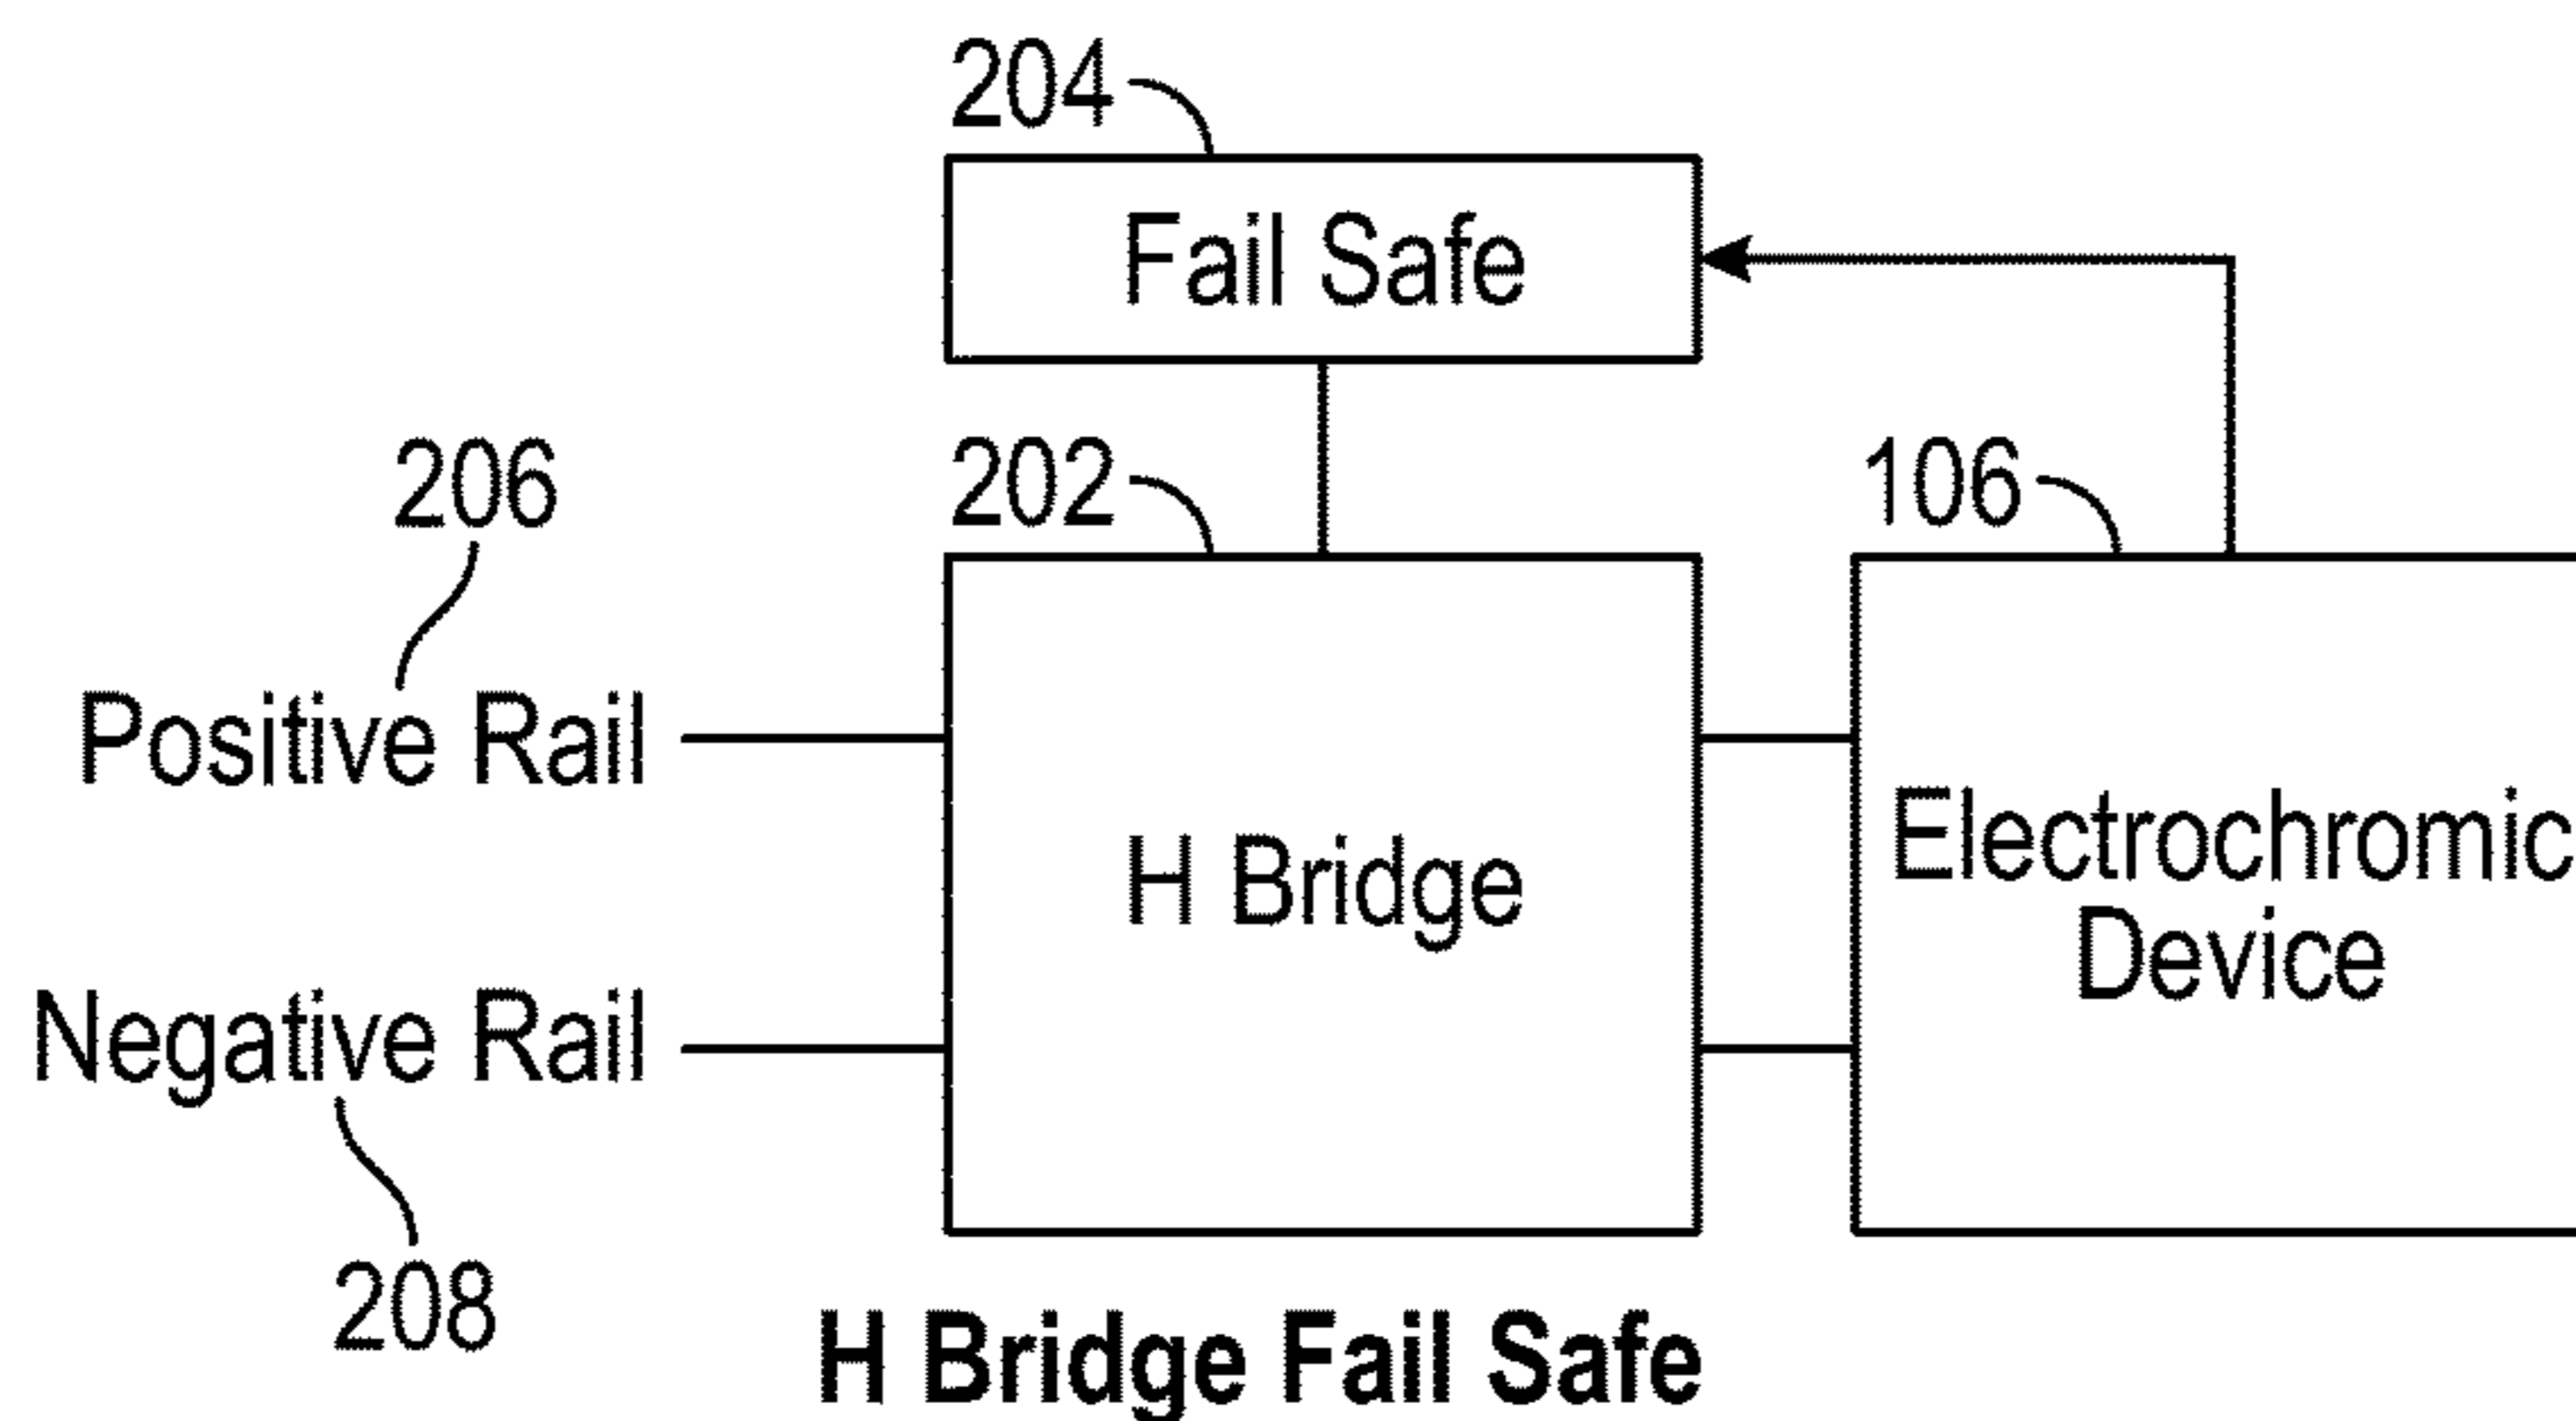 204
Fail Safe
206
202
106
Positive Rail
H Bridge
Electrochromic
Device
Negative Rail
208
H Bridge Fail Safe